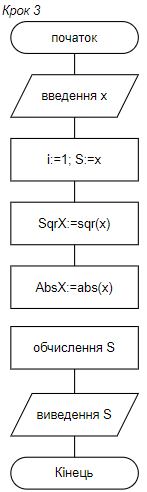 Крок 3
початок
введення x
i:=1; S:=x
SqrX:=sqr(x)
AbsX:=abs(x)
обчислення S
виведення S
Кінець